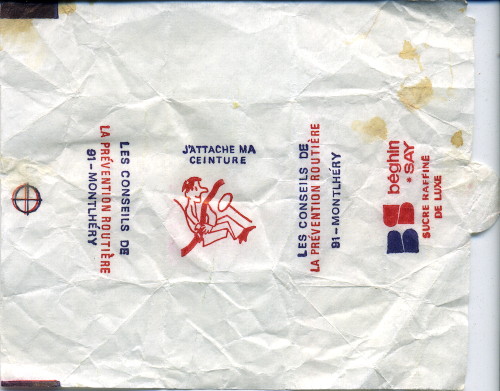 LES CONSEILS DE
LA PRÉVENTION ROUTIÈRE
91-MONTLHÉRY
J'ATTACHE MA
CEINTURE
LES CONSEILS DE
LA PRÉVENTION ROUTIÈRE
91-MONTLHÉRY
BS
béghin
SAY
SUCRE RAFFINÉ
DE LUXE